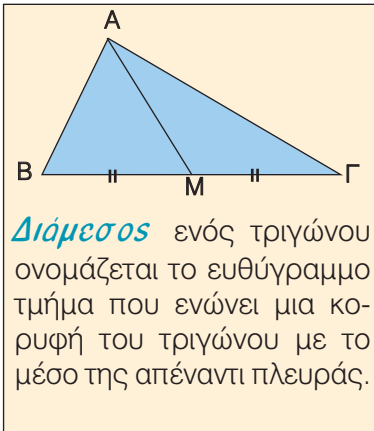 Α
Β
Μ
Γ
Διάμεσος ενός τριγώνου
ονομάζεται το ευθύγραμμο
τμήμα που ενώνει μια κο-
ρυφή του τριγώνου με το
μέσο της απέναντι πλευράς.